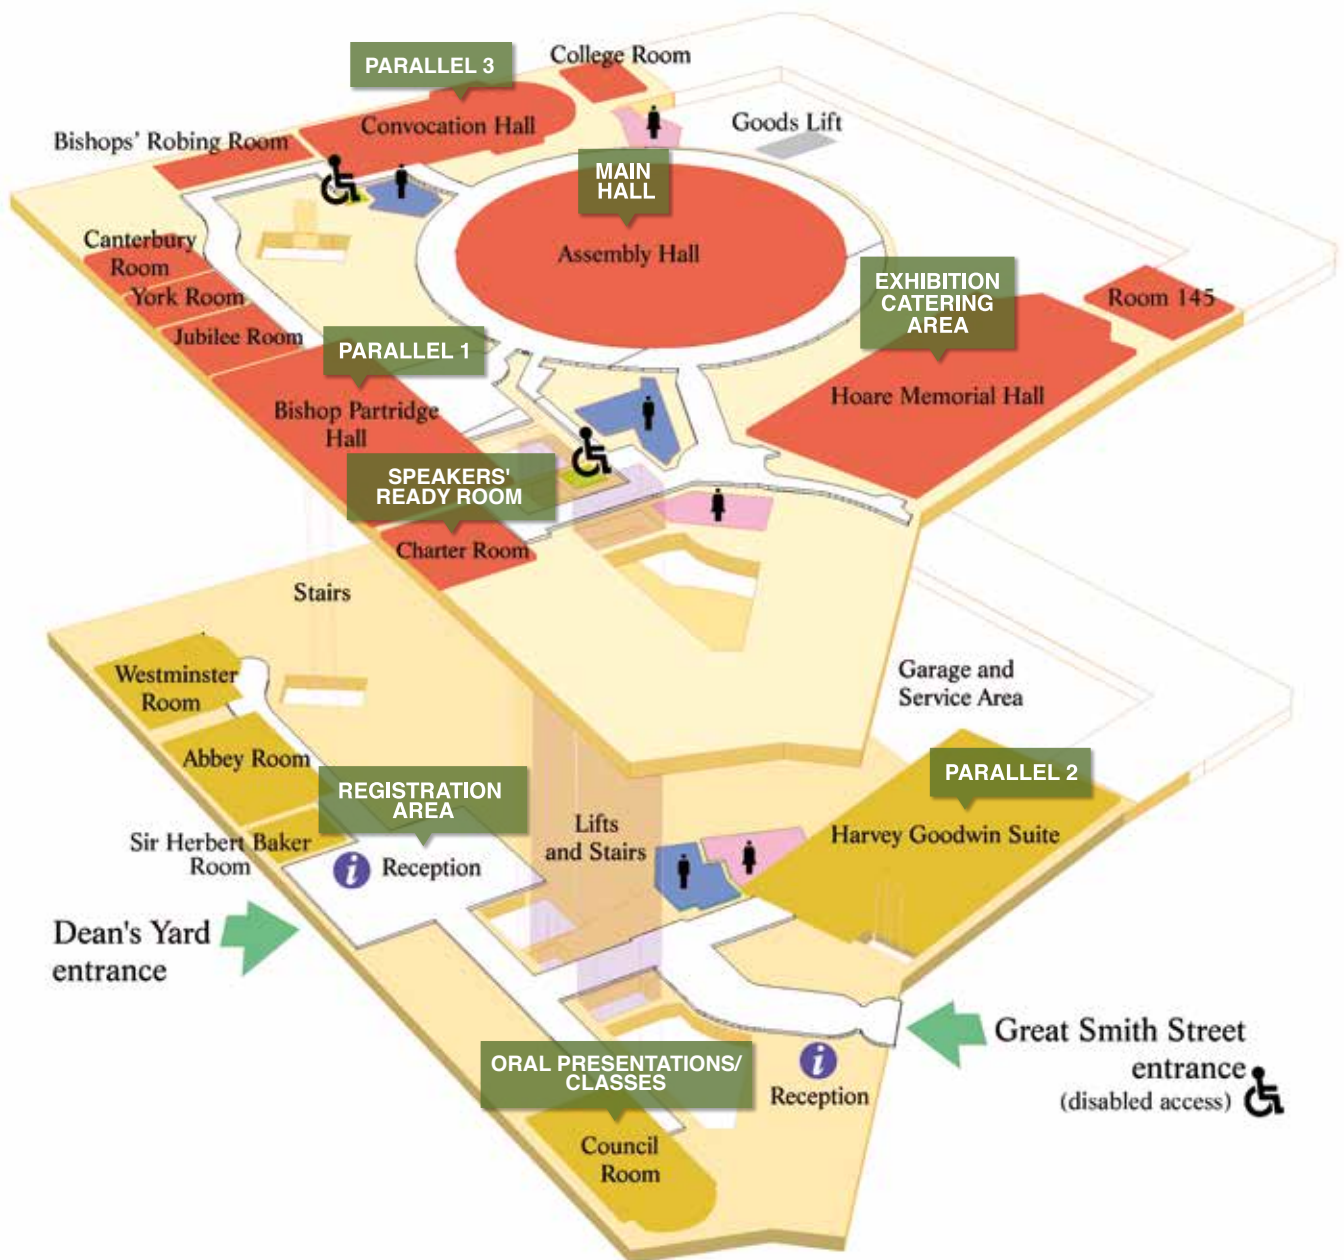 PARALLEL 3
College Room
Convocation Hall
Goods Lift
Bishops' Robing Room
MAIN
HALL
Assembly Hall
Canterbury
Room
York Room
Jubilee Room
EXHIBITION
CATERING
AREA
Room 145
PARALLEL 1
Bishop Partridge
Hall
Hoare Memorial Hall
SPEAKERS'
READY ROOM
Charter Room
Stairs
Westminster
Room
Garage and
Service Area
Abbey Room
PARALLEL 2
REGISTRATION
AREA
Sir Herbert Baker
Room
i Reception
Lifts
and Stairs
Harvey Goodwin Suite
Dean's Yard
entrance
Great Smith Street
entrance
(disabled access)
ORAL PRESENTATIONS/
CLASSES
i
Reception
Council
Room